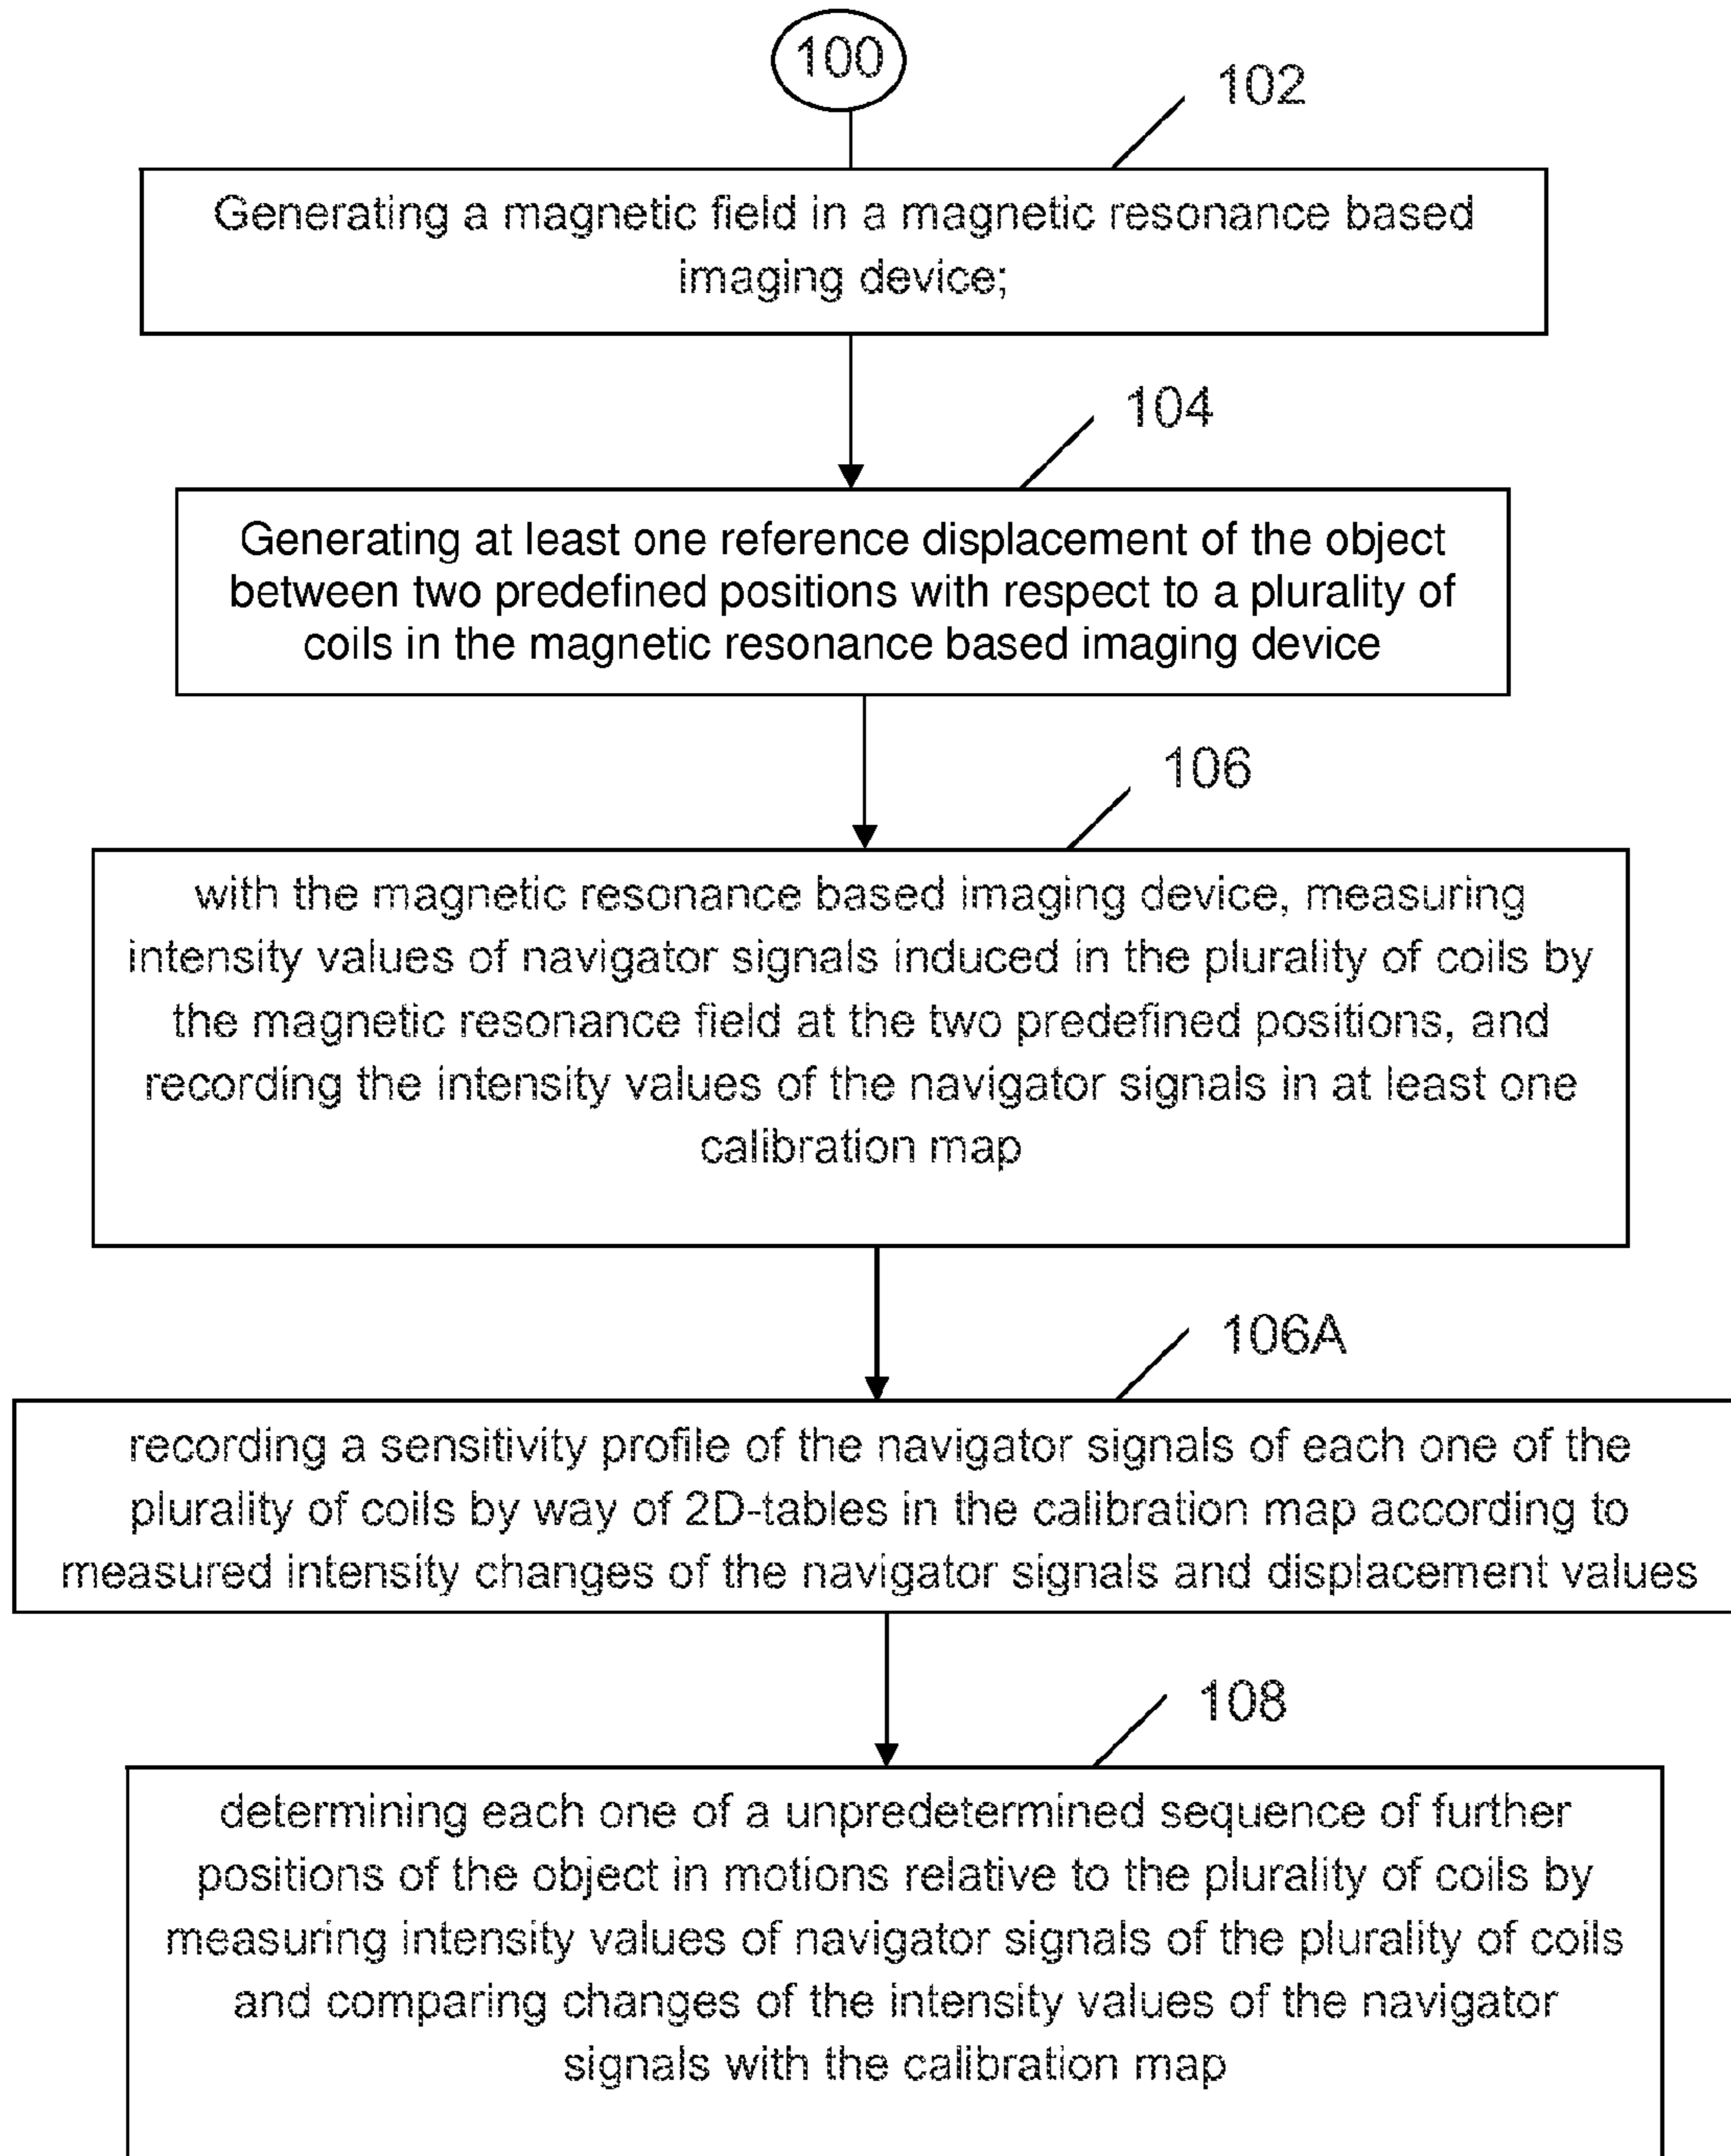 100
102
Generating a magnetic field in a magnetic resonance based
imaging device;
104
Generating at least one reference displacement of the object
between two predefined positions with respect to a plurality of
coils in the magnetic resonance based imaging device
106
with the magnetic resonance based imaging device, measuring
intensity values of navigator signals induced in the plurality of coils by
the magnetic resonance field at the two predefined positions, and
recording the intensity values of the navigator signals in at least one
calibration map
106A
recording a sensitivity profile of the navigator signals of each one of the
plurality of coils by way of 2D-tables in the calibration map according to
measured intensity changes of the navigator signals and displacement values
108
determining each one of a unpredetermined sequence of further
positions of the object in motions relative to the plurality of coils by
measuring intensity values of navigator signals of the plurality of coils
and comparing changes of the intensity values of the navigator
signals with the calibration map